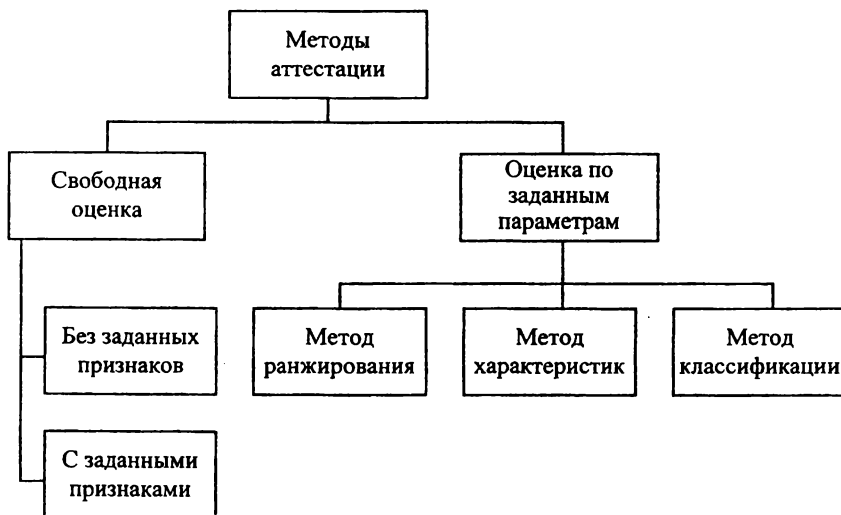 Методы
аттестации
Свободная
оценка
Оценка по
заданным
параметрам
Без заданных
признаков
Метод
ранжирования
Метод
характеристик
Метод
классификации
С заданными
признаками